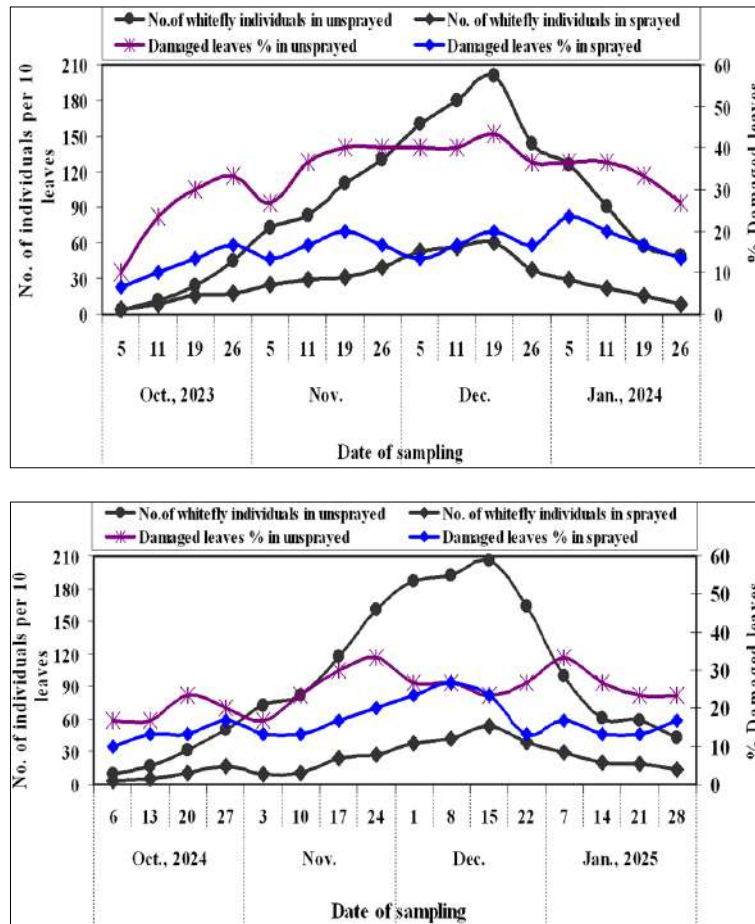 No.of whitefly individuals in unsprayed No. of whitefly individuals in sprayed
Damaged leaves % in unsprayed Damaged leaves % in sprayed
No. of individuals per 10
leaves
210
180
150
120
90
60
30
0
60
50
40
30
20
10
0
% Damaged leaves
5 11 19 26 5 11 19 26 5 11 19 26 5 11 19 26
Oct., 2023 Nov. Dec. Jan., 2024
Date of sampling
No.of whitefly individuals in unsprayed No. of whitefly individuals in sprayed
Damaged leaves % in unsprayed Damaged leaves % in sprayed
No. of individuals per 10
leaves
210
180
150
120
90
60
30
0
60
50
40
30
20
10
0
% Damaged leaves
6 13 20 27 3 10 17 24 1 8 15 22 7 14 21 28
Oct., 2024 Nov. Dec. Jan., 2025
Date of sampling